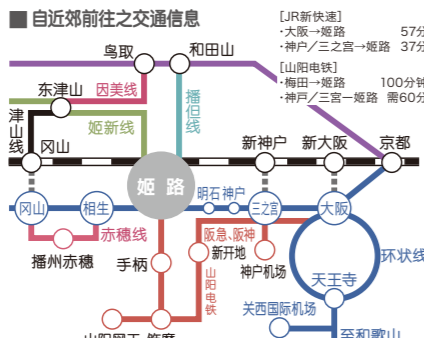 ■ 自近郊前往之交通信息
[JR新快速]
・大阪→姬路 57分
・神户／三之宫→姬路 37分
[山阳电铁]
・梅田→姬路 100分钟
・神戸／三宫ー姬路 需60分
鸟取
和田山
东津山
因美线
播但线
津山线
姬新线
冈山
新神户
新大阪
京都
姬路
冈山
相生
明石
神户
三之宫
大阪
赤穗线
播州赤穗
手柄
阪急、阪神
新开地
山阳电铁
神户机场
环状线
天王寺
关西国际机场
至和歌山